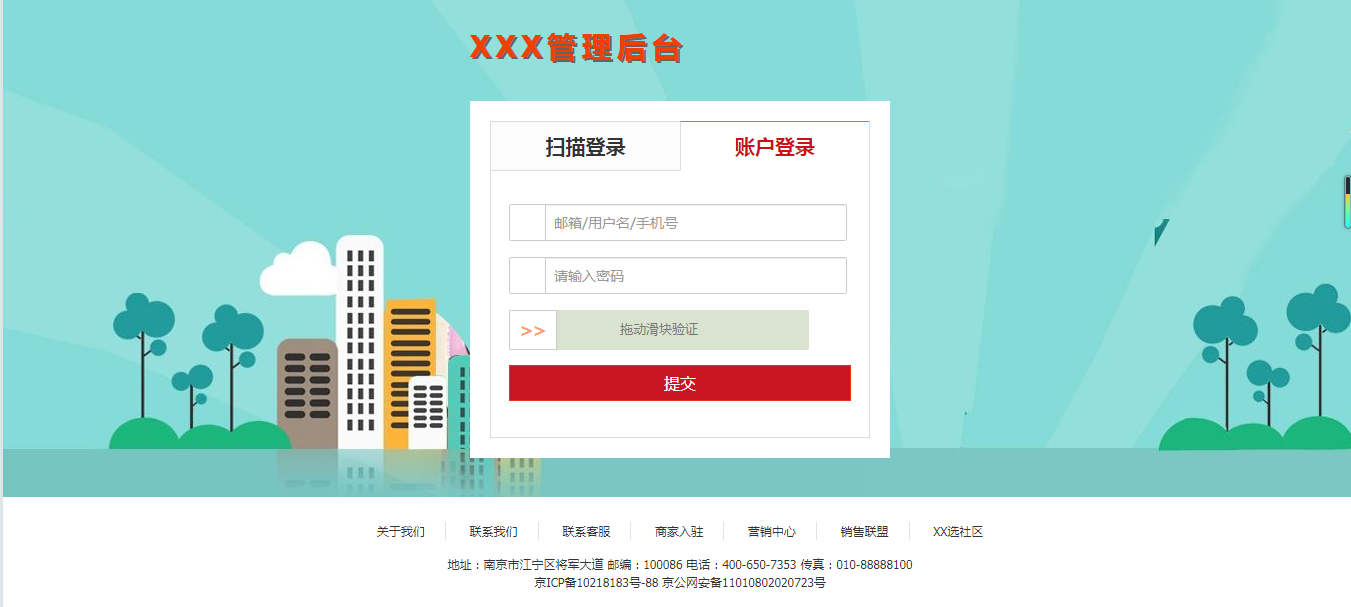 XXX管理后台
扫描登录 账户登录
邮箱/用户名/手机号
请输入密码
>> 拖动滑块验证
提交
关于我们 联系我们 联系客服 商家入驻 营销中心 销售联盟 XX选社区
地址：南京市江宁区将军大道 邮编：100086 电话：400-650-7353 传真：010-88888100
京ICP备10218183号-88 京公网安备11010802020723号